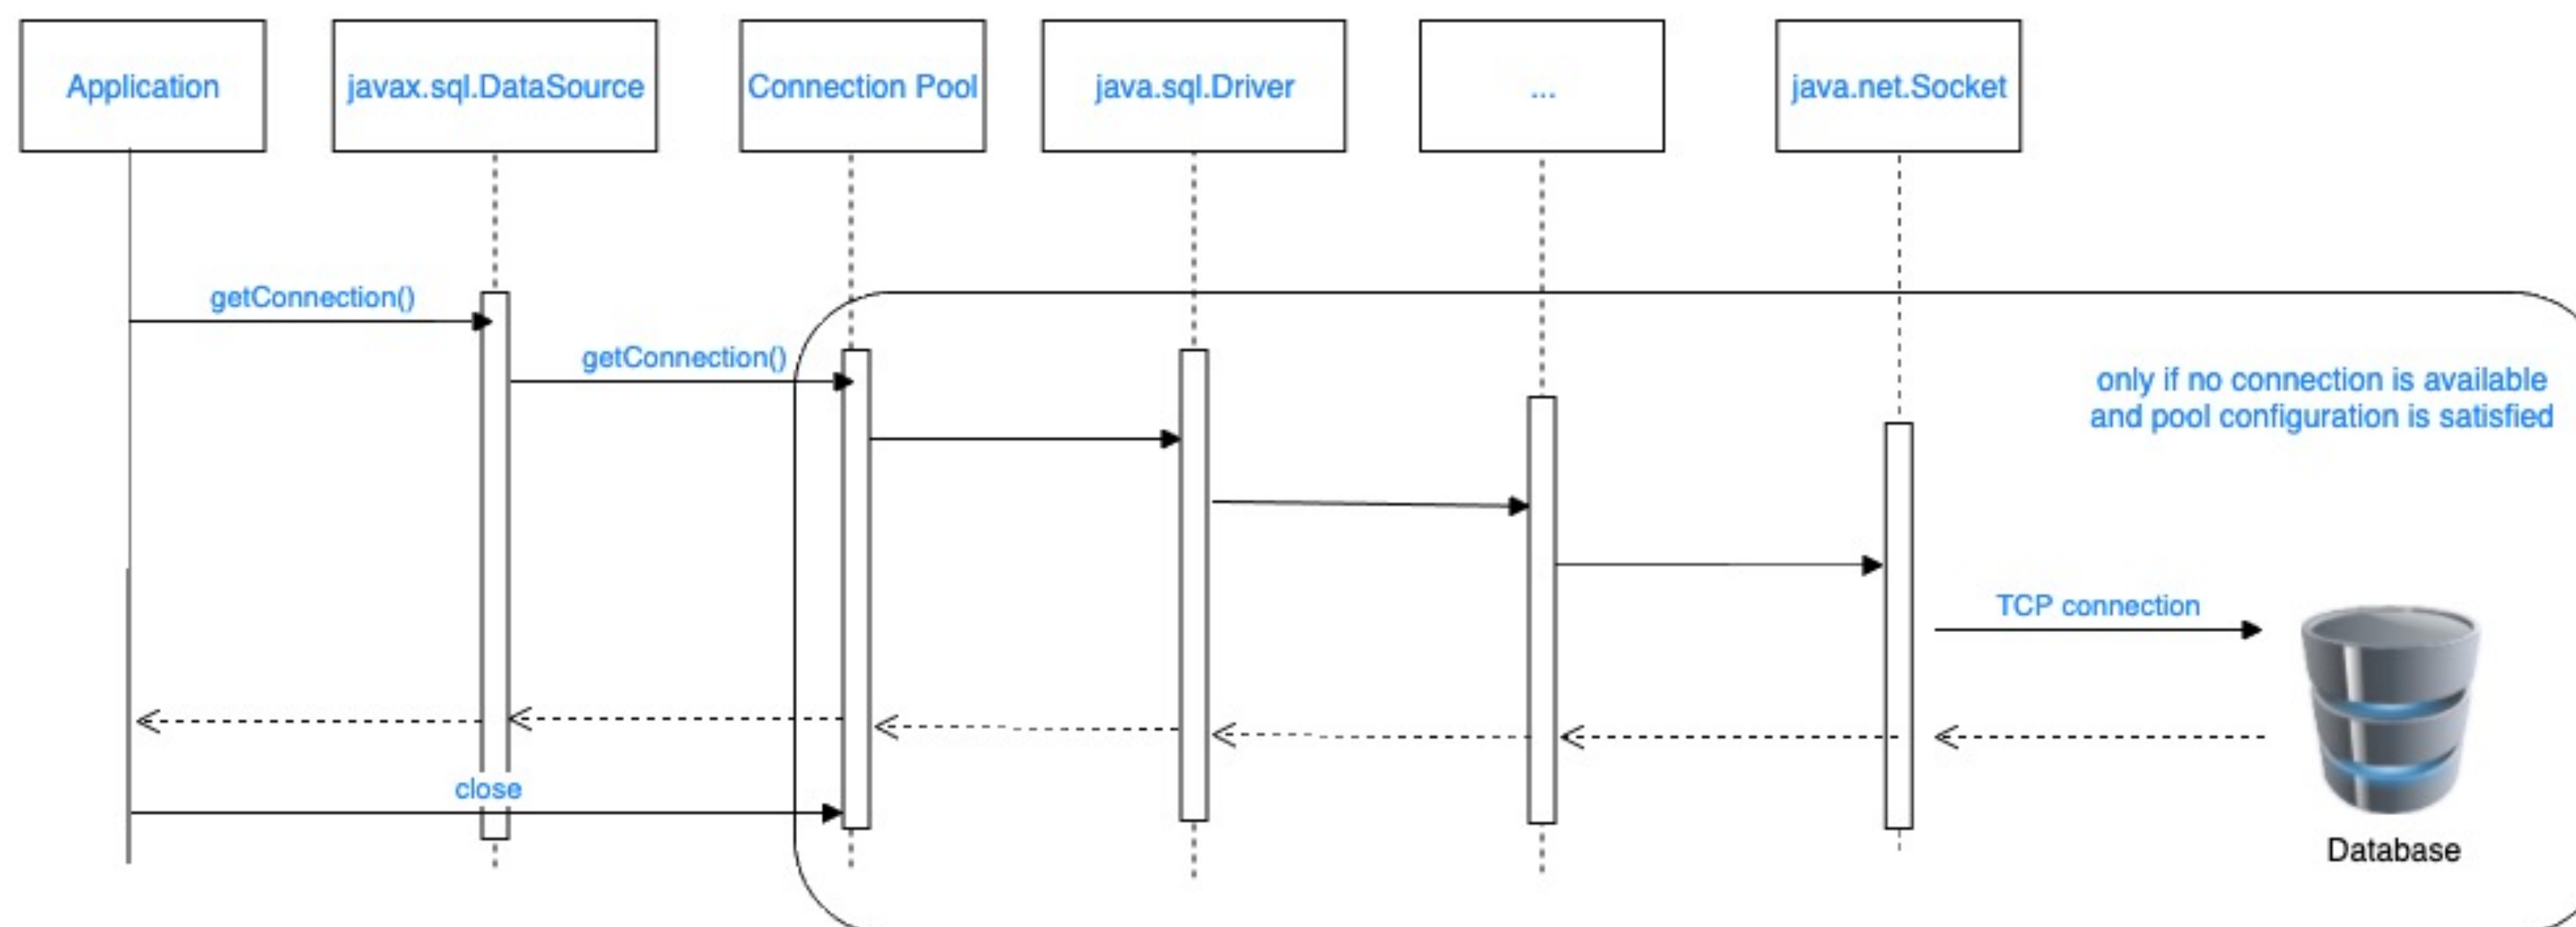 Application
javax.sql.DataSource
Connection Pool
java.sql.Driver
...
java.net.Socket
getConnection()
getConnection()
only if no connection is available
and pool configuration is satisfied
TCP connection
close
Database